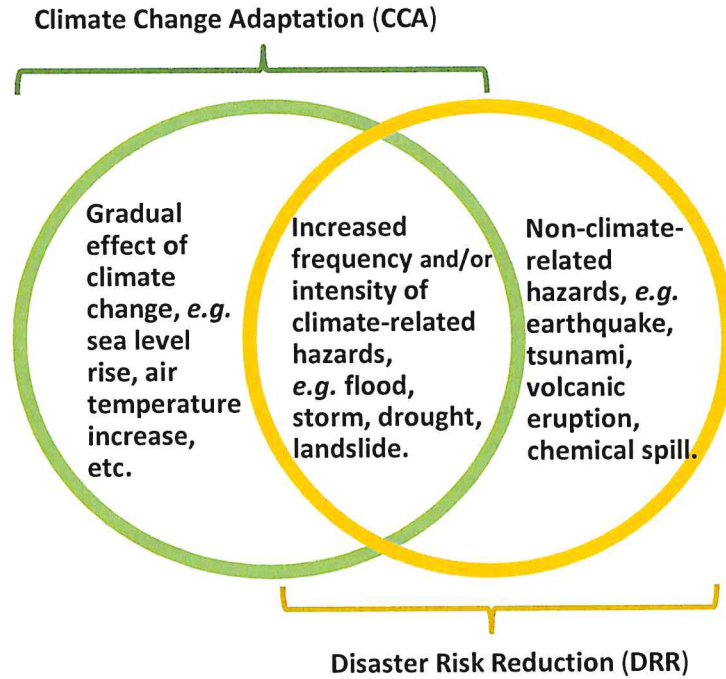 Climate Change Adaptation (CCA)
Gradual
effect of
climate
change, e.g.
sea level
rise, air
temperature
increase,
etc.
Increased
frequency and/or
intensity of
climate-related
hazards,
e.g. flood,
storm, drought,
landslide.
Non-climate-
related
hazards, e.g.
earthquake,
tsunami,
volcanic
eruption,
chemical spill.
Disaster Risk Reduction (DRR)